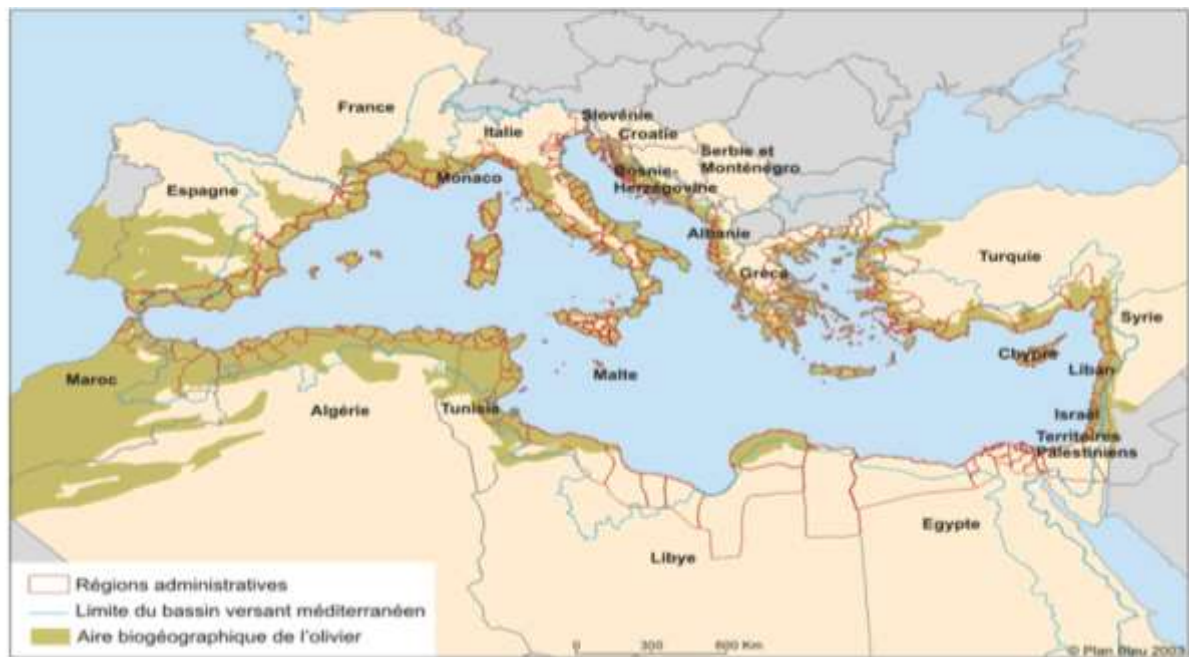 France
Slovénie
Italie
Croatie
Serbie et
Monténégro
Bosnie-
Herzégovine
Monaco
Espagne
Albanie
Grèce
Turquie
Syrie
Chypre
Liban
Malte
Maroc
Algérie
Tunisie
Israël
Territoires
Palestiniens
Egypte
Libye
Régions administratives
Limite du bassin versant méditerranéen
Aire biogéographique de l'olivier
0 300 600 Km
© Plan Bleu 2003